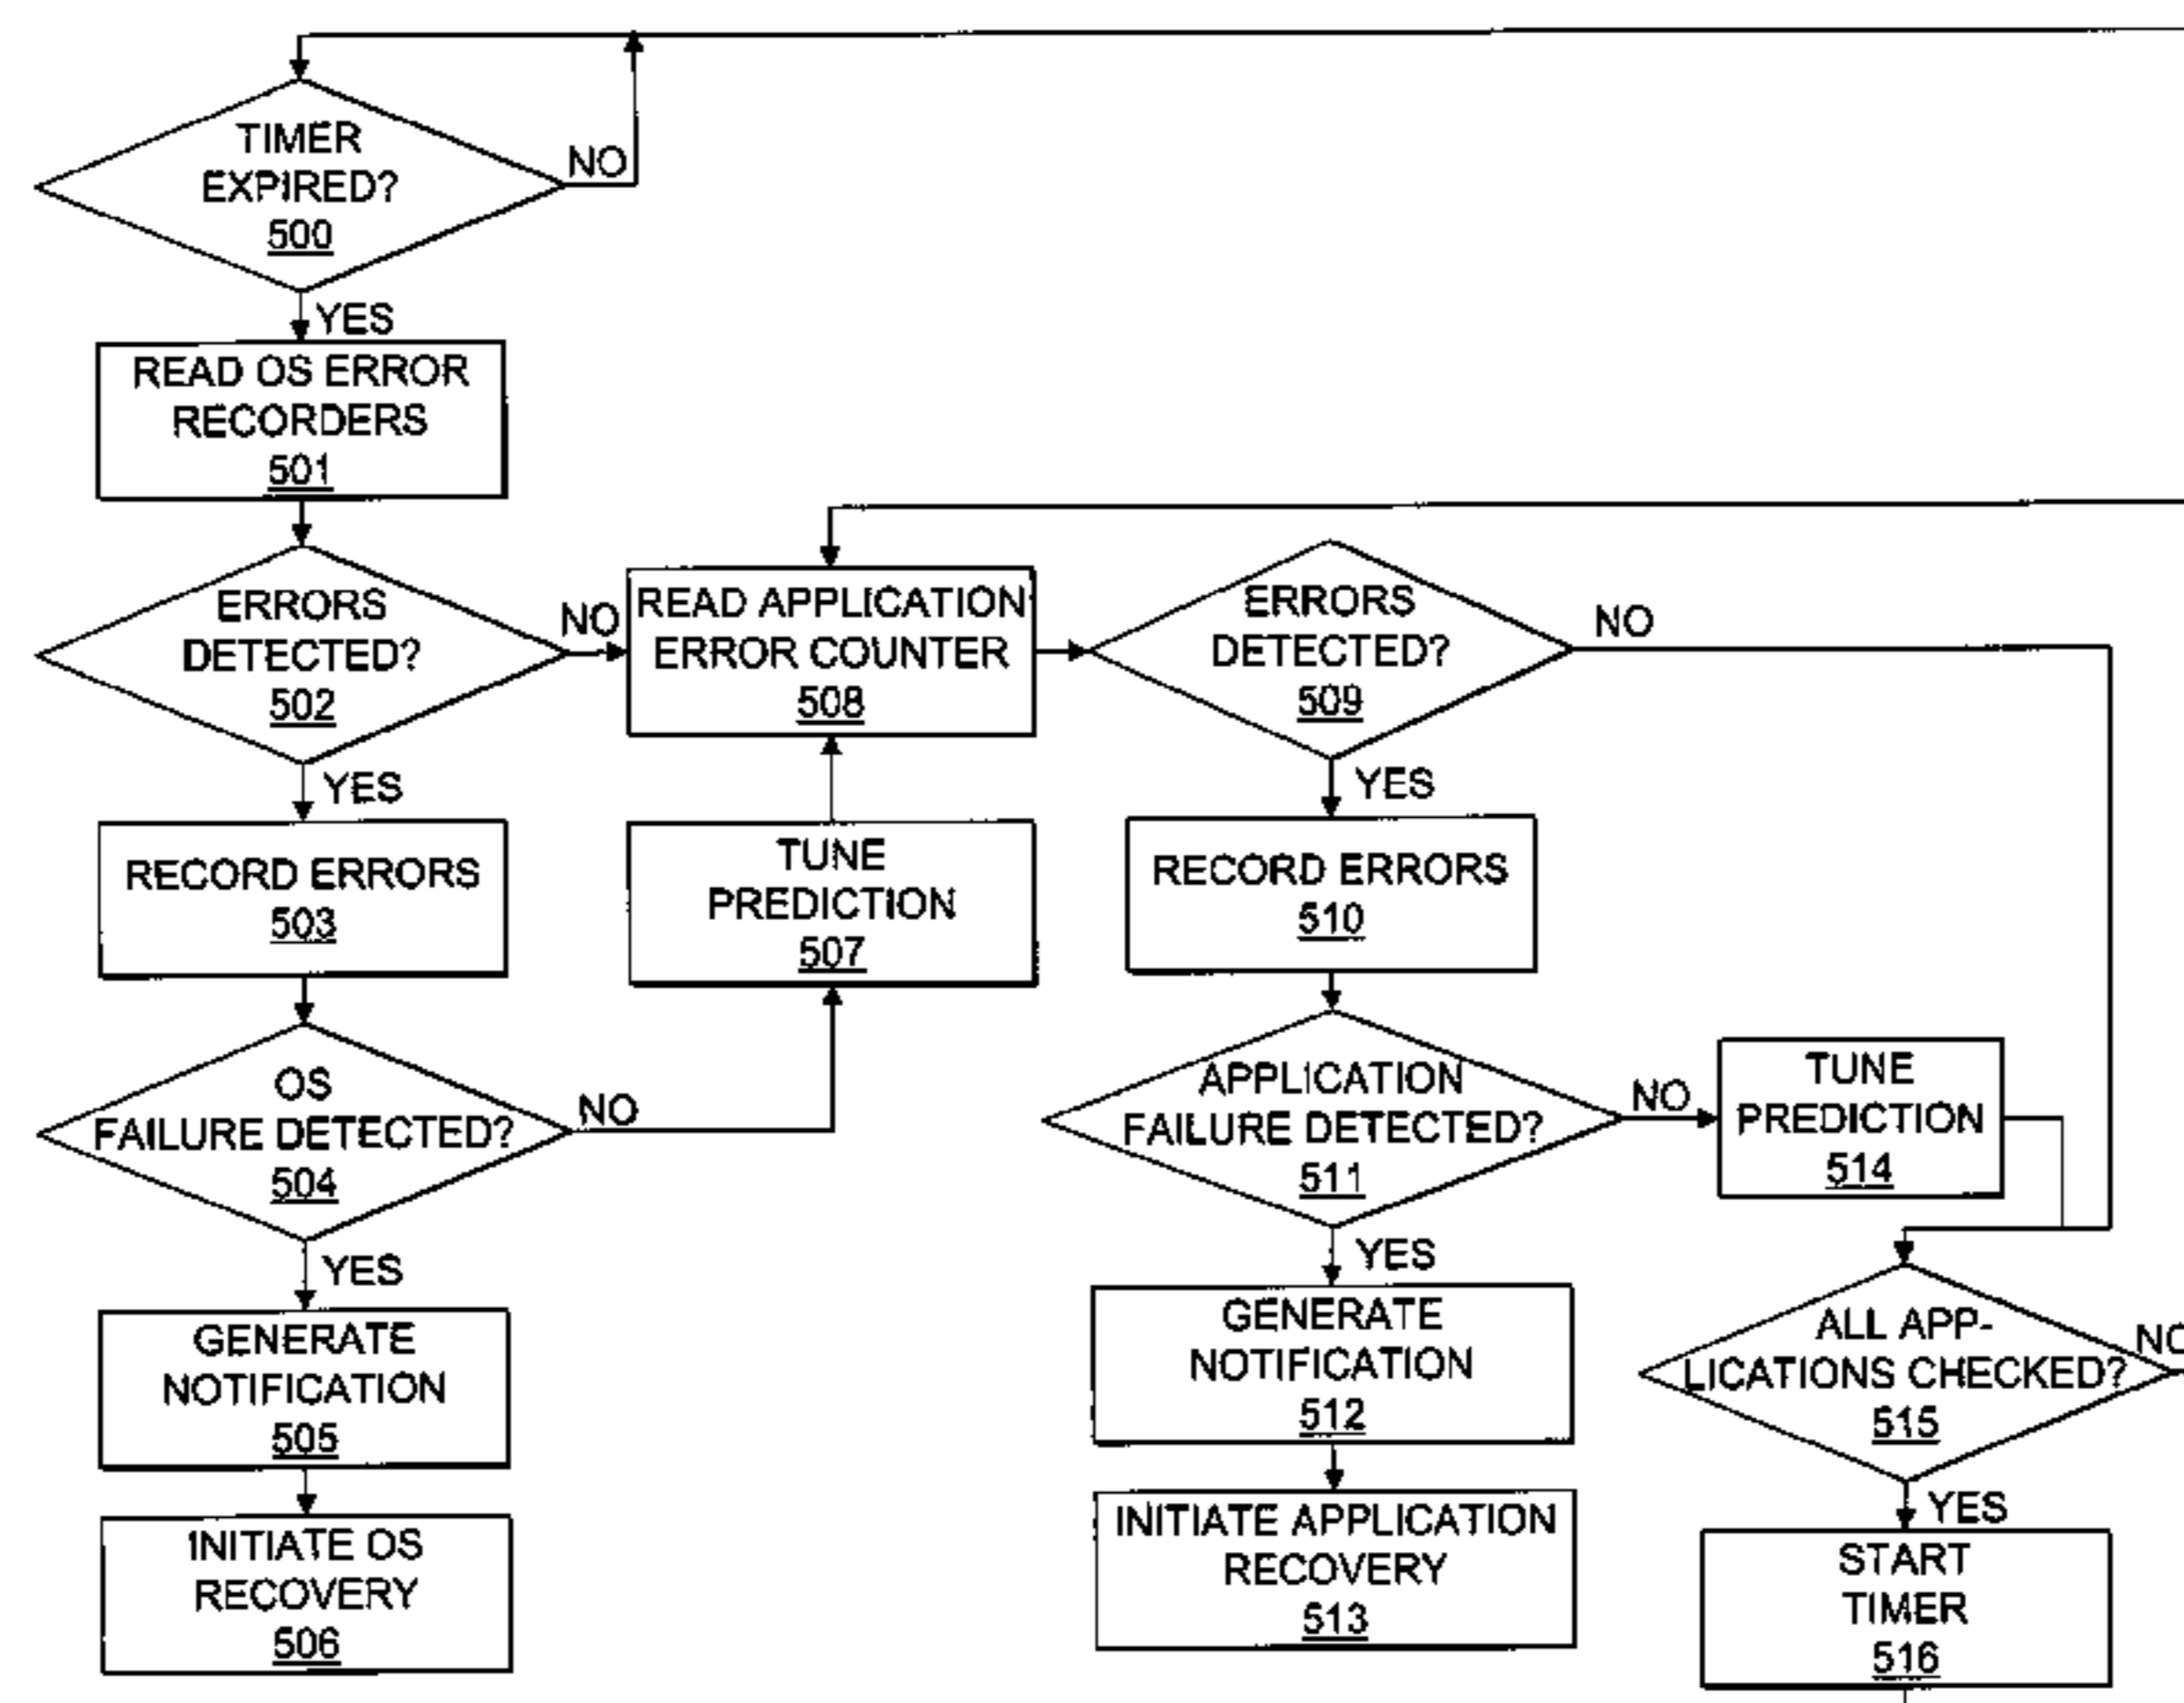 TIMER
EXPIRED?
500
NO
YES
READ OS ERROR
RECORDERS
501
ERRORS
DETECTED?
502
NO
YES
RECORD ERRORS
503
OS
FAILURE DETECTED?
504
NO
YES
GENERATE
NOTIFICATION
505
INITIATE OS
RECOVERY
506
TUNE
PREDICTION
507
READ APPLICATION
ERROR COUNTER
508
ERRORS
DETECTED?
509
NO
YES
RECORD ERRORS
510
APPLICATION
FAILURE DETECTED?
511
NO
YES
GENERATE
NOTIFICATION
512
INITIATE APPLICATION
RECOVERY
513
TUNE
PREDICTION
514
ALL APP-
LICATIONS CHECKED?
515
NO
YES
START
TIMER
516